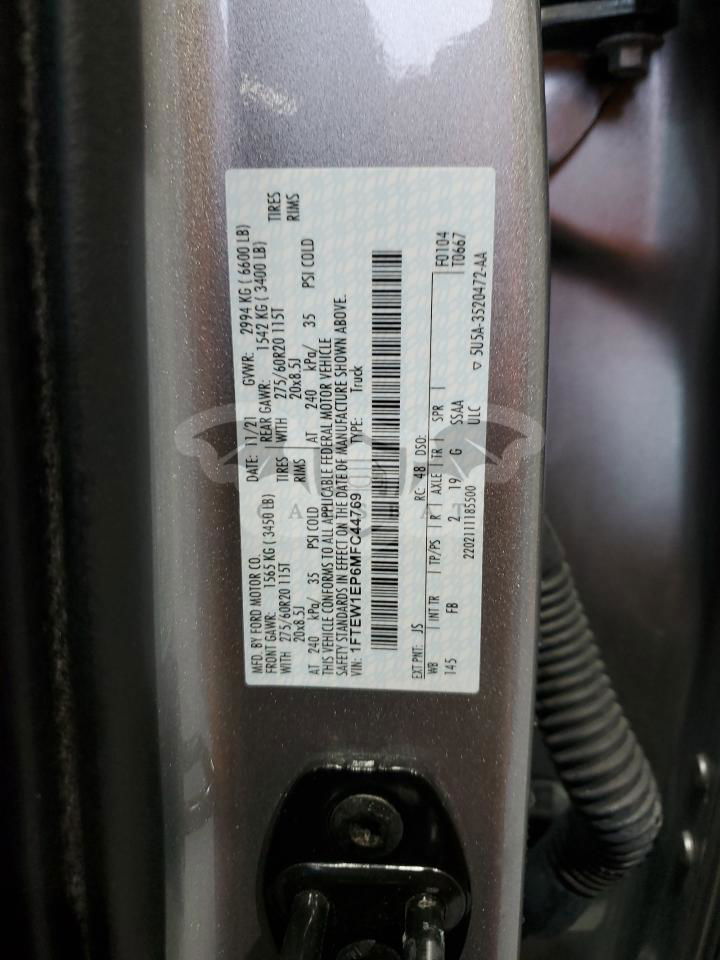 MFD. BY FORD MOTOR CO. DATE: 11/21 GVWR: 2994 KG ( 6600 LB)
FRONT GAWR: 1565 KG ( 3450 LB) REAR GAWR: 1542 KG ( 3400 LB)
WITH 275/60R20 115T TIRES WITH 275/60R20 115T TIRES
20x8.5J RIMS 20x8.5J RIMS
AT 240 kPa/ 35 PSI COLD AT 240 kPa/ 35 PSI COLD
THIS VEHICLE CONFORMS TO ALL APPLICABLE FEDERAL MOTOR VEHICLE
SAFETY STANDARDS IN EFFECT ON THE DATE OF MANUFACTURE SHOWN ABOVE.
VIN: 1FTEW1EP6MFC44769 TYPE: Truck
EXT PNT: JS RC: 48 DSO: F0104
WB INT TR TP/PS R AXLE TR SPR T0667
145 FB 2 19 G SSAA
2202111185500 ULC ▽ 5U5A-3520472-AA